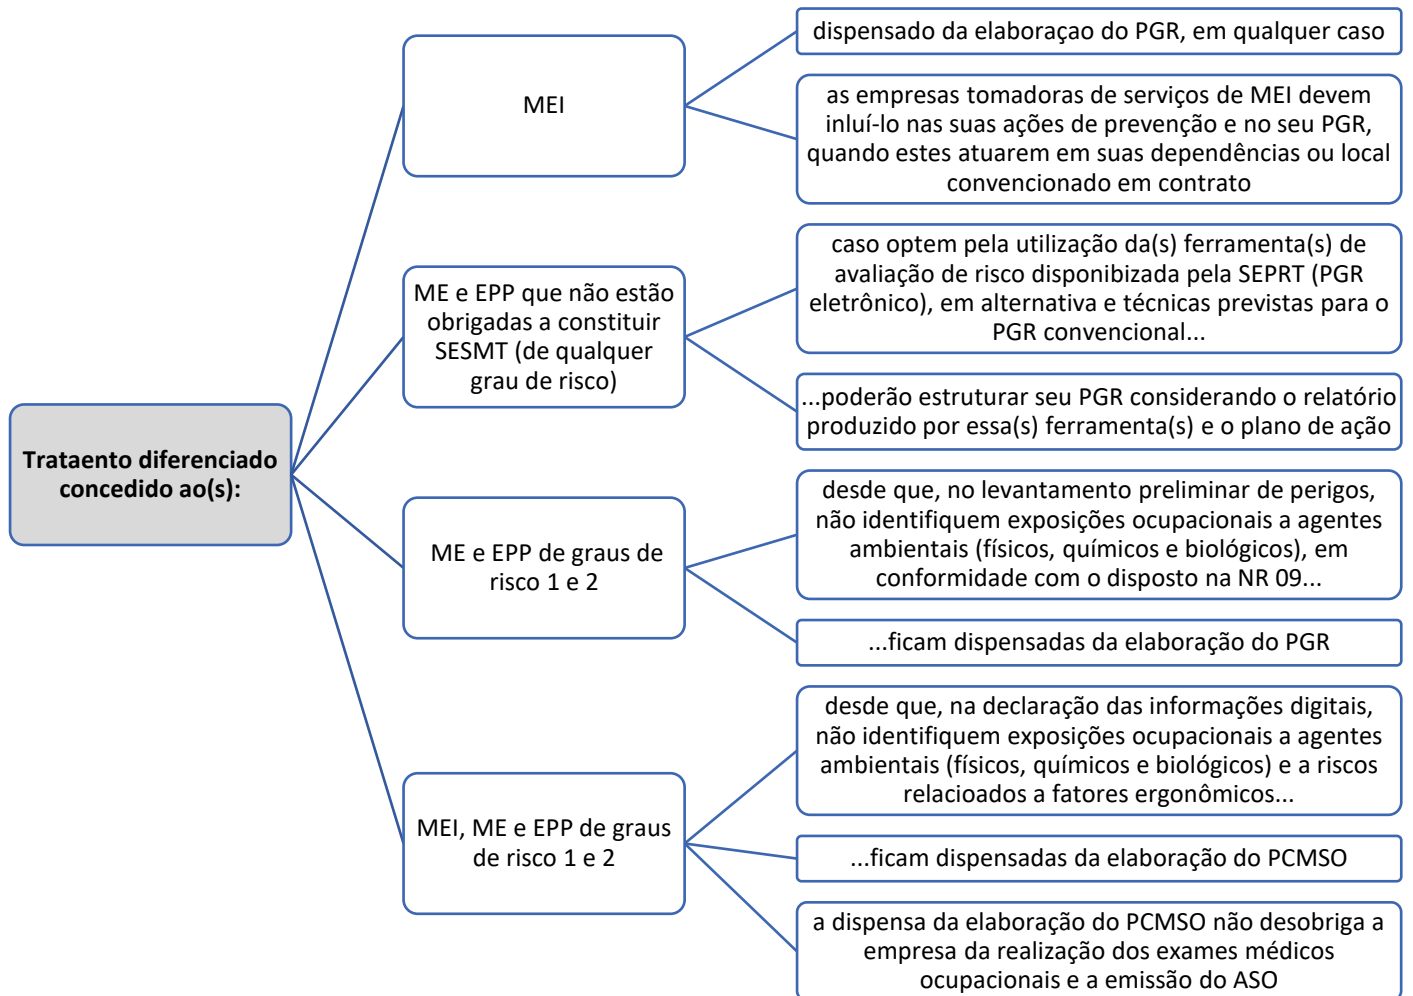 Trataento diferenciado
concedido ao(s):
MEI
dispensado da elaboraçao do PGR, em qualquer caso
as empresas tomadoras de serviços de MEI devem
inluí-lo nas suas ações de prevenção e no seu PGR,
quando estes atuarem em suas dependências ou local
convencionado em contrato
ME e EPP que não estão
obrigadas a constituir
SESMT (de qualquer
grau de risco)
caso optem pela utilização da(s) ferramenta(s) de
avaliação de risco disponibizada pela SEPRT (PGR
eletrônico), em alternativa e técnicas previstas para o
PGR convencional...
...poderão estruturar seu PGR considerando o relatório
produzido por essa(s) ferramenta(s) e o plano de ação
ME e EPP de graus de
risco 1 e 2
desde que, no levantamento preliminar de perigos,
não identifiquem exposições ocupacionais a agentes
ambientais (físicos, químicos e biológicos), em
conformidade com o disposto na NR 09...
...ficam dispensadas da elaboração do PGR
MEI, ME e EPP de graus
de risco 1 e 2
desde que, na declaração das informações digitais,
não identifiquem exposições ocupacionais a agentes
ambientais (físicos, químicos e biológicos) e a riscos
relacioados a fatores ergonômicos...
...ficam dispensadas da elaboração do PCMSO
a dispensa da elaboração do PCMSO não desobriga a
empresa da realização dos exames médicos
ocupacionais e a emissão do ASO